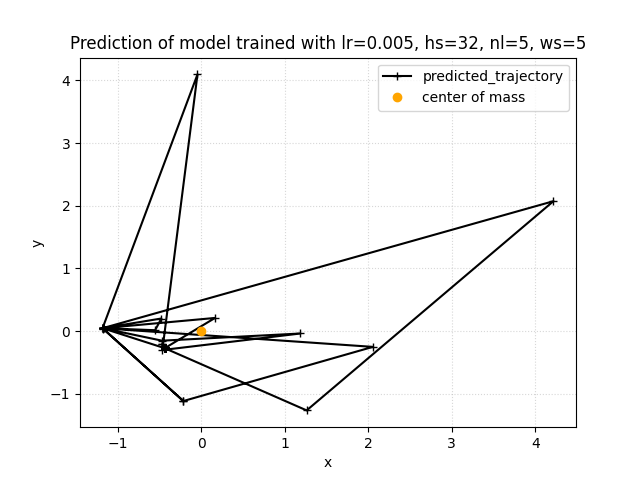 Prediction of model trained with lr=0.005, hs=32, nl=5, ws=5
predicted_trajectory
center of mass
4
3
2
1
0
−1
y
−1
0
1
2
3
4
x